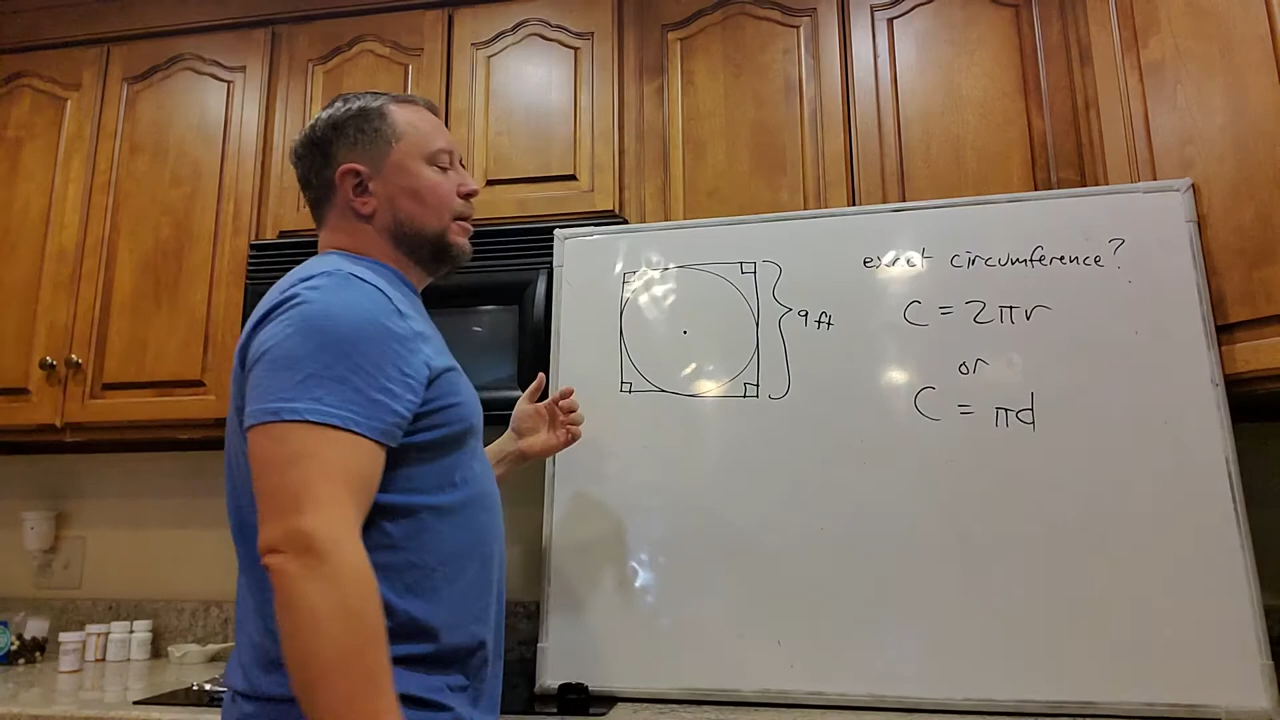 9 ft
exact circumference?
C = 2πr
or
C = πd